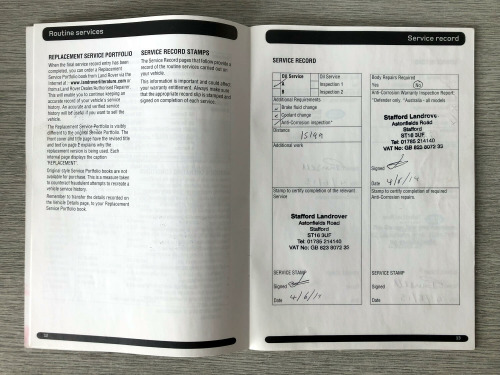 Routine services
REPLACEMENT SERVICE PORTFOLIO
When the final service record entry has been
completed, you can order a Replacement
Service Portfolio book from Land Rover via the
Internet at : www.landroverliterature.com or
from a Land Rover Dealer/Authorised Repairer.
This will enable you to continue keeping an
accurate record of your vehicle's service
history. An accurate and verified service
history will be useful if you want to sell the
vehicle.
The Replacement Service Portfolio is visibly
different to the original Service Portfolio. The
front cover and title page have the revised title
and text on page explains why the
replacement version is being used. Each
internal page displays the caption
"REPLACEMENT".
Original style Service Portfolio books are not
available for purchase. This is a measure taken
to counteract fraudulent attempts to recreate a
vehicle service history.
Remember to transfer the details recorded on
the Vehicle Details page, to your Replacement
Service Portfolio book.
SERVICE RECORD STAMPS
The Service Record pages that follow provide a
record of the routine services carried out on
your vehicle.
This information is important and could affect
your warranty entitlement. Always make sure
that the appropriate record slip is stamped and
signed on completion of each service.
Service record
SERVICE RECORD
Oil Service
Oil Service
A
Inspection 1
B
Inspection 2
Additional Requirements
Brake fluid change
Coolant change
Anti-Corrosion inspection*
Distance
Additional work
Stamp to certify completion of the relevant
Service
Stafford Landrover
Astonfields Road
Stafford
ST16 3UF
Tel: 01785 214140
VAT No: GB 823 8072 35
SERVICE STAMP
Signed
Date 4/6/14
Body Repairs Required
Yes No
Anti-Corrosion Warranty Inspection Report:
*Defender only. *Australia - all models
Stafford Landrove
Astonfields Road
Stafford
ST16 3UF
Tel: 01785 214140
VAT No: GB 823 8072 33
Signed
Date 4/6/14
Stamp to certify completion of required
Anti-Corrosion repairs.
SERVICE STAMP
Signed
Date
33